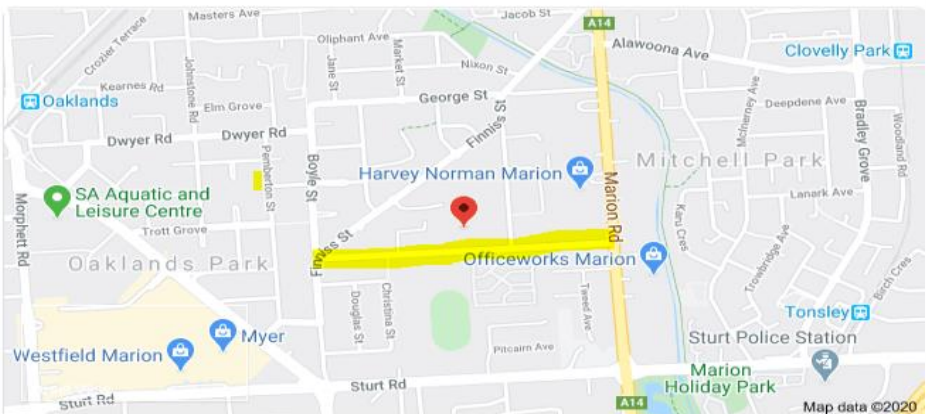 Masters Ave
Jacob St
A14
Crozier Terrace
Oliphant Ave
Market St
Alawoona Ave
Clovelly Park
Johnstone Rd
Jane St
Nixon St
Kearnes Rd
Oaklands
Elm Grove
George St
Deepdene Ave
McInerney Ave
Bradley Grove
Woodland Rd
Dwyer Rd
Dwyer Rd
Finniss St
Pemberton St
Boyle St
Harvey Norman Marion
Mitchell Park
Marion Rd
SA Aquatic and
Leisure Centre
Morphett Rd
Lanark Ave
Karu Cres
Trott Grove
Finniss St
Trowbridge Ave
Birch Cres
Oaklands Park
Officeworks Marion
Douglas St
Christina St
Tweed Ave
Tonsley
Myer
Westfield Marion
Pitcairn Ave
Sturt Police Station
Marion
Holiday Park
Sturt Rd
Sturt Rd
A14
Map data ©2020